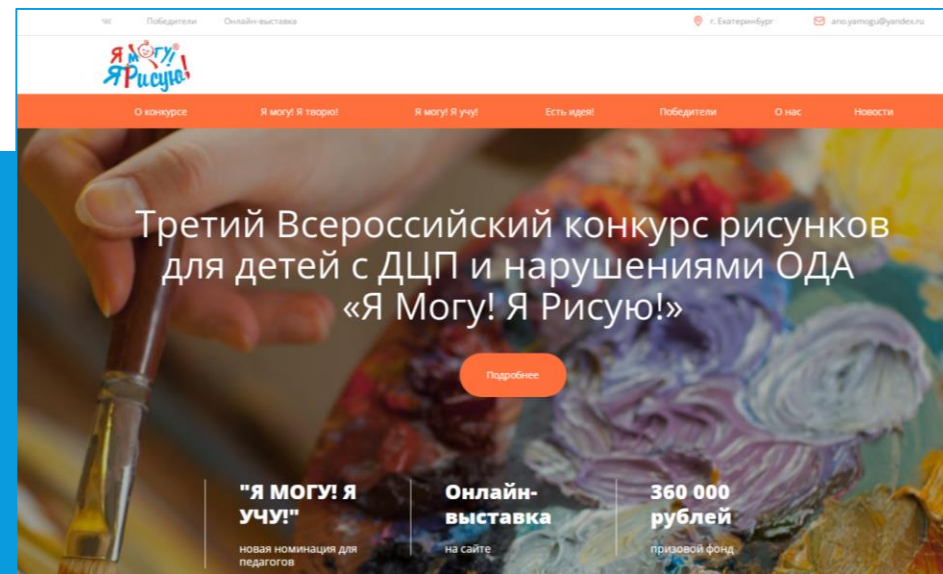 чс Победители Онлайн-выставка г. Екатеринбург ano.yamogu@yandex.ru
Я МОГУ!
Я Рисую!
О конкурсе Я могу! Я творю! Я могу! Я учу! Есть идея! Победители О нас Новости
Третий Всероссийский конкурс рисунков
для детей с ДЦП и нарушениями ОДА
«Я Могу! Я Рисую!»
Подробнее
"Я МОГУ! Я
УЧУ!"
новая номинация для
педагогов
Онлайн-
выставка
на сайте
360 000
рублей
призовой фонд